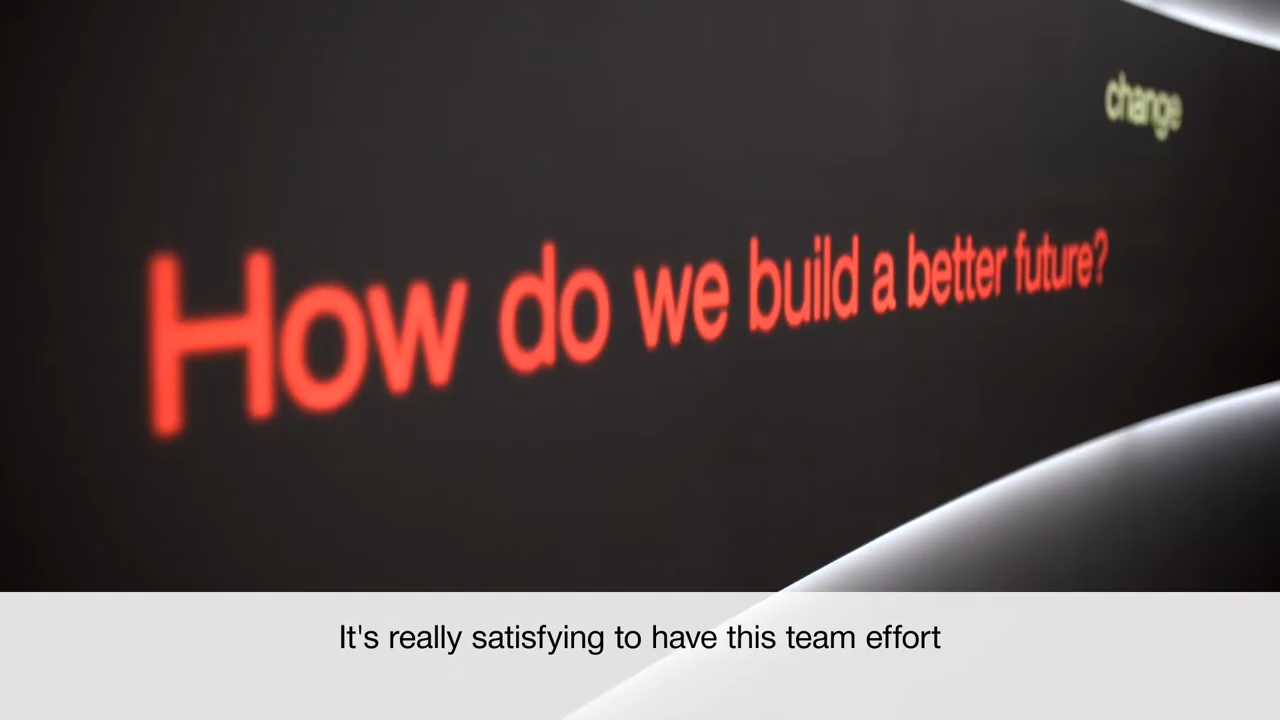 change
How do we build a better future?
It's really satisfying to have this team effort